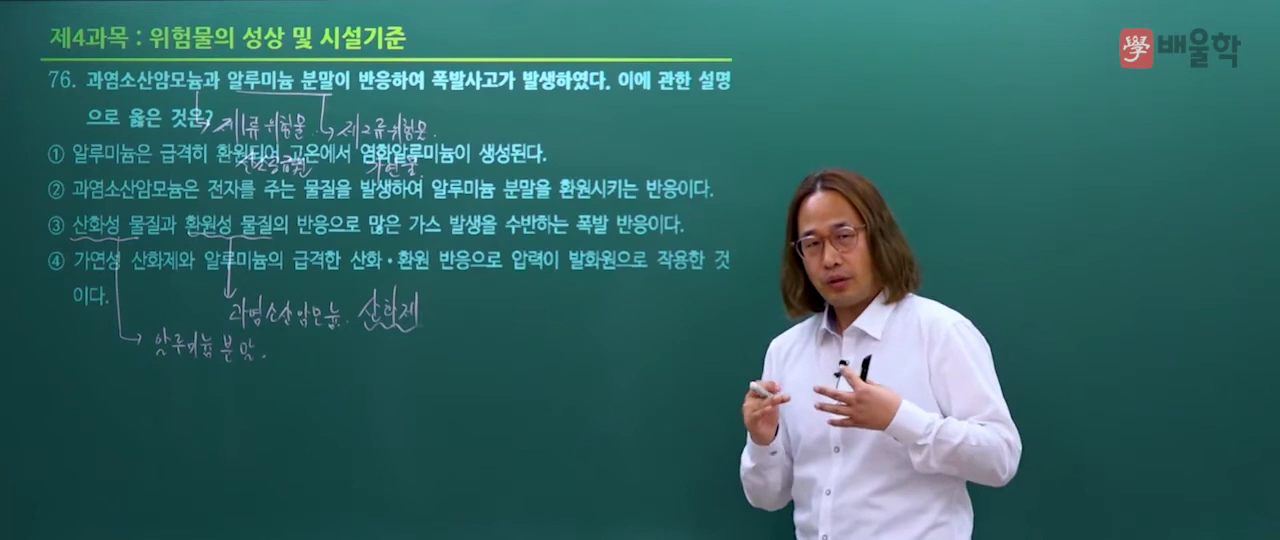 제4과목 : 위험물의 성상 및 시설기준
學 배울학
76. 과염소산암모늄과 알루미늄 분말이 반응하여 폭발사고가 발생하였다. 이에 관한 설명
으로 옳은 것은?
제1류 위험물. 제2류 위험물.
① 알루미늄은 급격히 환원되어 고온에서 염화알루미늄이 생성된다.
산소공급원 가연물.
② 과염소산암모늄은 전자를 주는 물질을 발생하여 알루미늄 분말을 환원시키는 반응이다.
③ 산화성 물질과 환원성 물질의 반응으로 많은 가스 발생을 수반하는 폭발 반응이다.
④ 가연성 산화제와 알루미늄의 급격한 산화·환원 반응으로 압력이 발화원으로 작용한 것
이다.
과염소산암모늄. 산화제
알루미늄 분말.